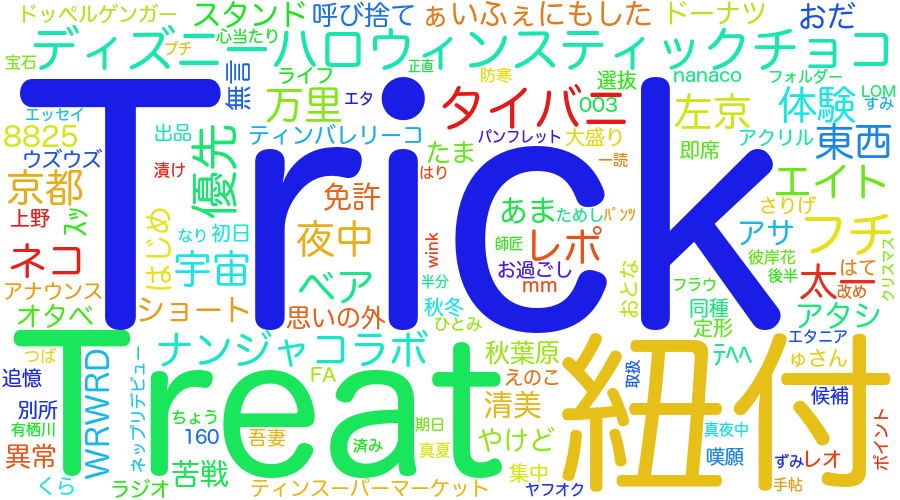 ドッペルゲンガー
スタンド
呼び捨て
ぁいふぇにもした
ドーナツ
おだ
心当たり
プチ
ディズニーハロウィンスティックチョコ
宝石
正直
無言
ライフ
防寒
選抜
nanaco
フォルダー
LOM
エッセイ
万里
エタ
タイバニ
003
左京
体験
ずみ
8825
出品
優先
ティンバレリーコ
パンフレット
大盛り
アクリル
東西
ウズウズ
たま
即席
漬け
はり
一読
京都
免許
エイト
上野
スッ
はじめ
あま
ためし
パンツ
さりげ
フチ
なり
初日
夜中
wink
師匠
レポ
アサ
ネコ
宇宙
お過ごし
おとな
彼岸花
クリスマス
アナウンス
ベア
半分
mm
フラウ
後半
太一
はて
改め
オタベ
ショート
思いの外
秋冬
ひとみ
同種
定形
アタシ
Trick
つば
WRWRD
ネップリデビュー
ナンジャコラボ
秋葉原
テヘヘ
エタニア
ゅさん
追憶
FA
えのこ
取扱
候補
別所
ちょう
清美
有栖川
160
吾妻
済み
期日
やけど
真夜中
ポイント
異常
苦戦
真夏
集中
嘆願
ずみ
レオ
くら
ラジオ
ティンスーパーマーケット
ヤフオク
手帖
Treat
紐付